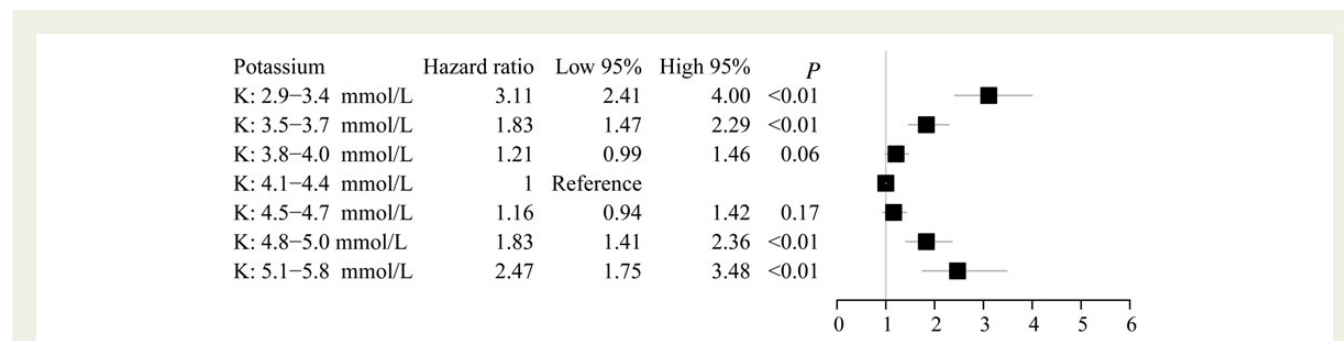 Potassium Hazard ratio Low 95% High 95% P
K: 2.9−3.4 mmol/L 3.11 2.41 4.00 <0.01
K: 3.5−3.7 mmol/L 1.83 1.47 2.29 <0.01
K: 3.8−4.0 mmol/L 1.21 0.99 1.46 0.06
K: 4.1−4.4 mmol/L 1 Reference
K: 4.5−4.7 mmol/L 1.16 0.94 1.42 0.17
K: 4.8−5.0 mmol/L 1.83 1.41 2.36 <0.01
K: 5.1−5.8 mmol/L 2.47 1.75 3.48 <0.01
0 1 2 3 4 5 6